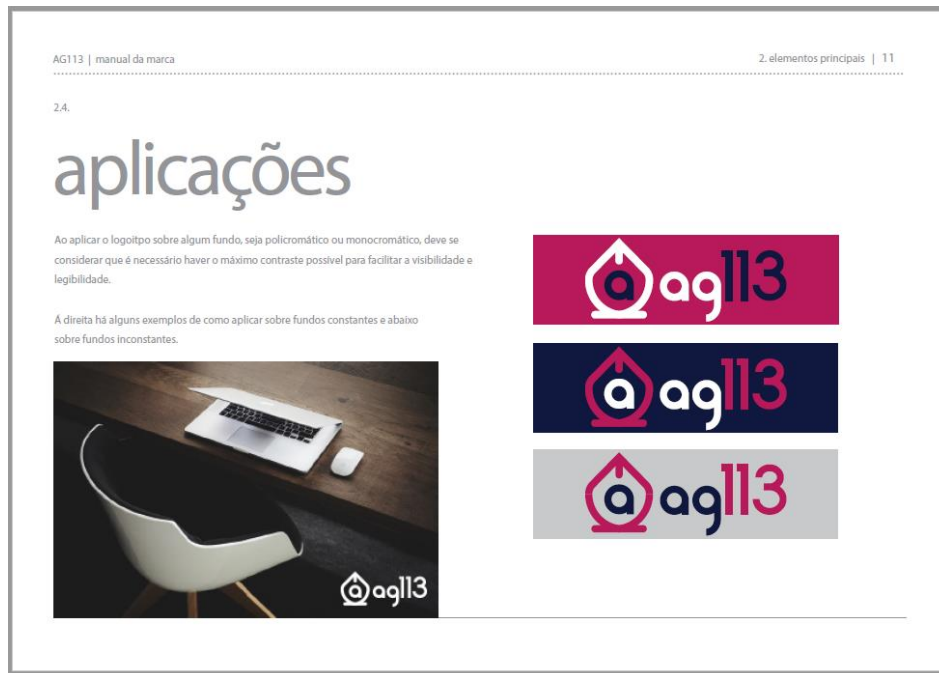 AG113 | manual da marca
2. elementos principais | 11
2.4.
aplicações
Ao aplicar o logoitpo sobre algum fundo, seja policromático ou monocromático, deve se
considerar que é necessário haver o máximo contraste possível para facilitar a visibilidade e
legibilidade.
Á direita há alguns exemplos de como aplicar sobre fundos constantes e abaixo
sobre fundos inconstantes.
a ag113
a ag113
a ag113
a ag113